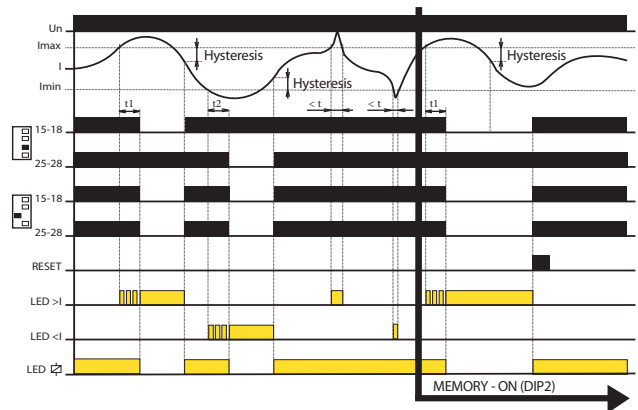 Un
Imax
Hysteresis
Hysteresis
I
Hysteresis
Imin
t1
t2
< t
< t
t1
15-18
25-28
15-18
25-28
RESET
LED >I
LED <I
LED
MEMORY - ON (DIP2)